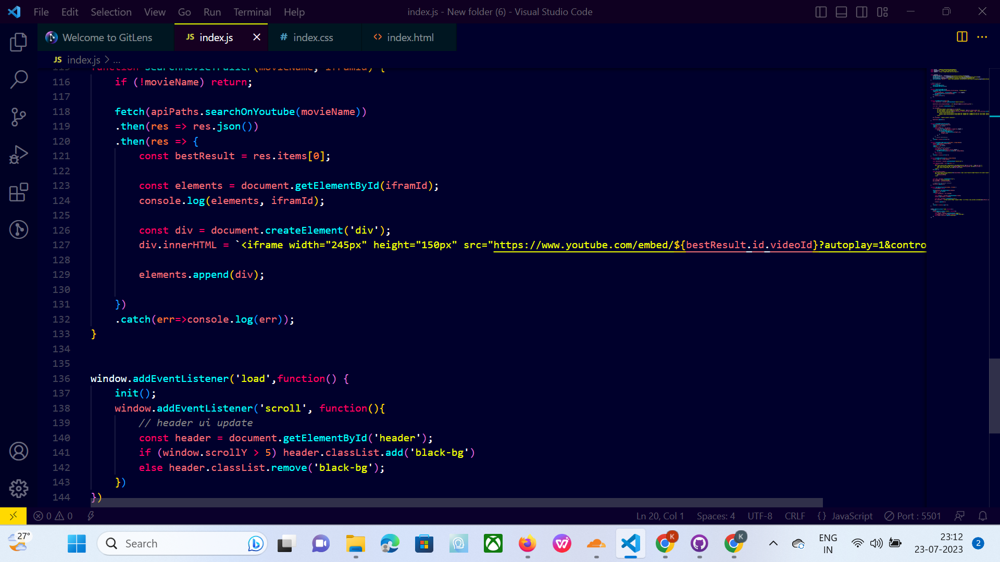 File Edit Selection View Go Run Terminal Help
index.js - New folder (6) - Visual Studio Code
Welcome to GitLens
JS index.js
# index.css
<> index.html
JS index.js > ...
115 function searchMovieTrailer(movieName, iframId) {
116 if (!movieName) return;
117
118 fetch(apiPaths.searchOnYoutube(movieName))
119 .then(res => res.json())
120 .then(res => {
121 const bestResult = res.items[0];
122
123 const elements = document.getElementById(iframId);
124 console.log(elements, iframId);
125
126 const div = document.createElement('div');
127 div.innerHTML = `<iframe width="245px" height="150px" src="https://www.youtube.com/embed/${bestResult.id.videoId}?autoplay=1&contro
128
129 elements.append(div);
130
131 })
132 .catch(err=>console.log(err));
133 }
134
135
136 window.addEventListener('load',function() {
137 init();
138 window.addEventListener('scroll', function(){
139 // header ui update
140 const header = document.getElementById('header');
141 if (window.scrollY > 5) header.classList.add('black-bg')
142 else header.classList.remove('black-bg');
143 })
144 })
0 0
Ln 20, Col 1 Spaces: 4 UTF-8 CRLF {} JavaScript Port : 5501
27°
Search
K
K
ENG
IN
23:12
23-07-2023
2